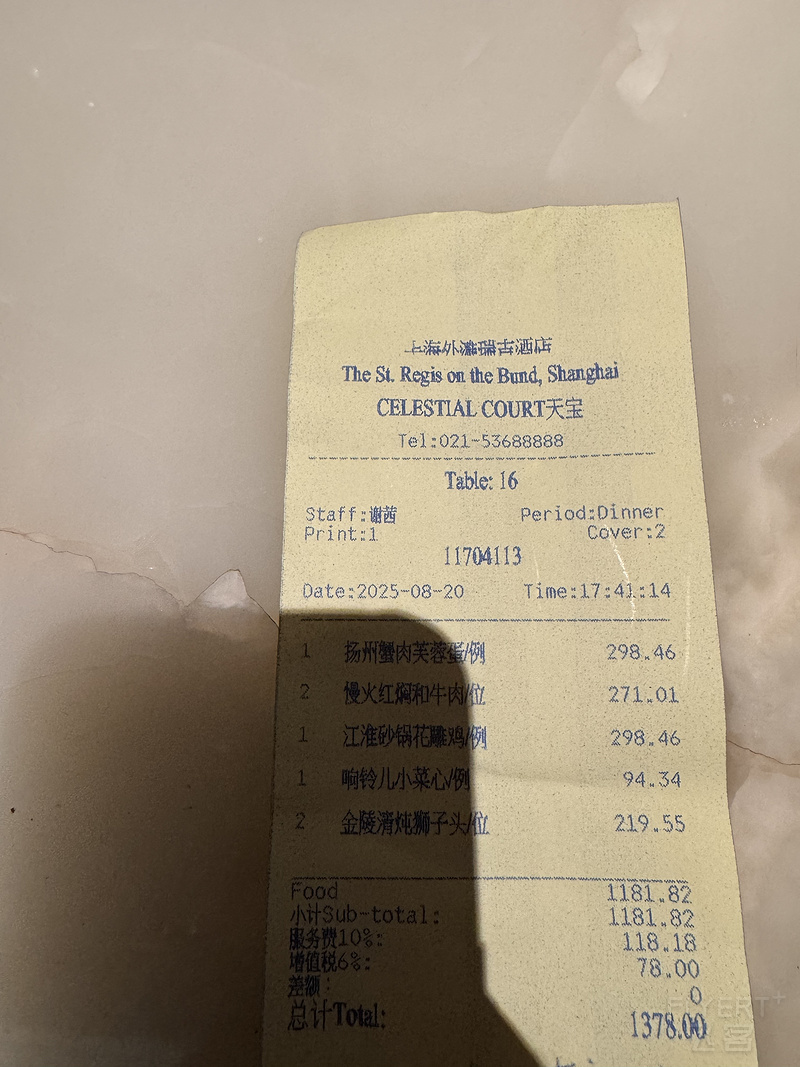 上海外滩瑞吉酒店
The St. Regis on the Bund, Shanghai
CELESTIAL COURT天宝
Tel:021-53688888
Table: 16
Staff:谢茜 Period:Dinner
Print:1 Cover:2
11704113
Date:2025-08-20 Time:17:41:14
1 扬州蟹肉芙蓉蛋/例 298.46
2 慢火红焖和牛肉/位 271.01
1 江淮砂锅花雕鸡/例 298.46
1 响铃儿小菜心/例 94.34
2 金陵清炖狮子头/位 219.55
Food 1181.82
小计Sub-total: 1181.82
服务费10%: 118.18
增值税6%: 78.00
差额: 0
总计Total: 1378.00